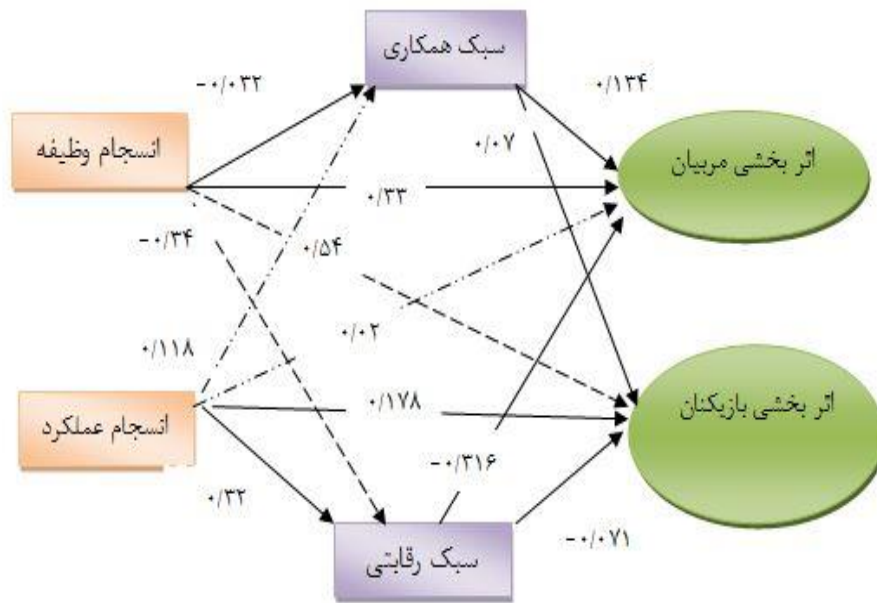 سبک همکاری
-۰/۰۳۲
۰/۱۳۴
انسجام وظیفه
۰/۰۷
اثر بخشی مربیان
۰/۳۳
-۰/۳۴
۰/۵۴
۰/۰۲
۰/۱۱۸
انسجام عملکرد
۰/۱۷۸
اثر بخشی بازیکنان
-۰/۳۱۶
۰/۳۲
-۰/۰۷۱
سبک رقابتی